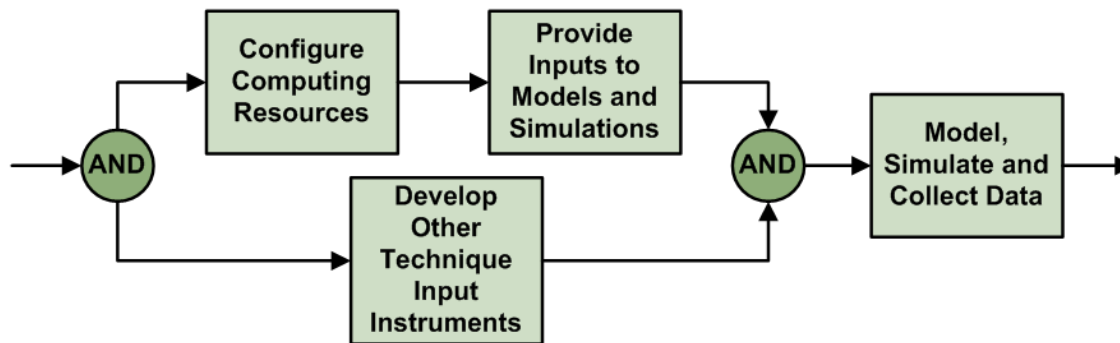 AND
Configure
Computing
Resources
Provide
Inputs to
Models and
Simulations
Develop
Other
Technique
Input
Instruments
AND
Model,
Simulate and
Collect Data